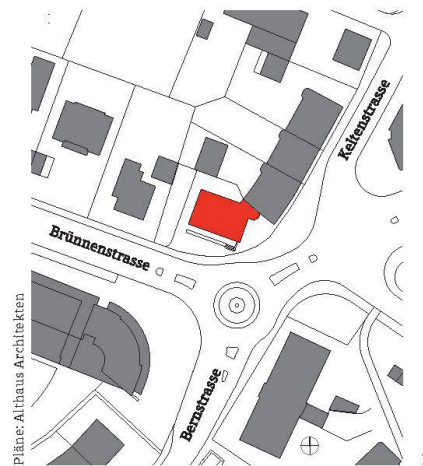 Keltenstrasse
Brünnenstrasse
Bernstrasse
Pläne: Althaus Architekten